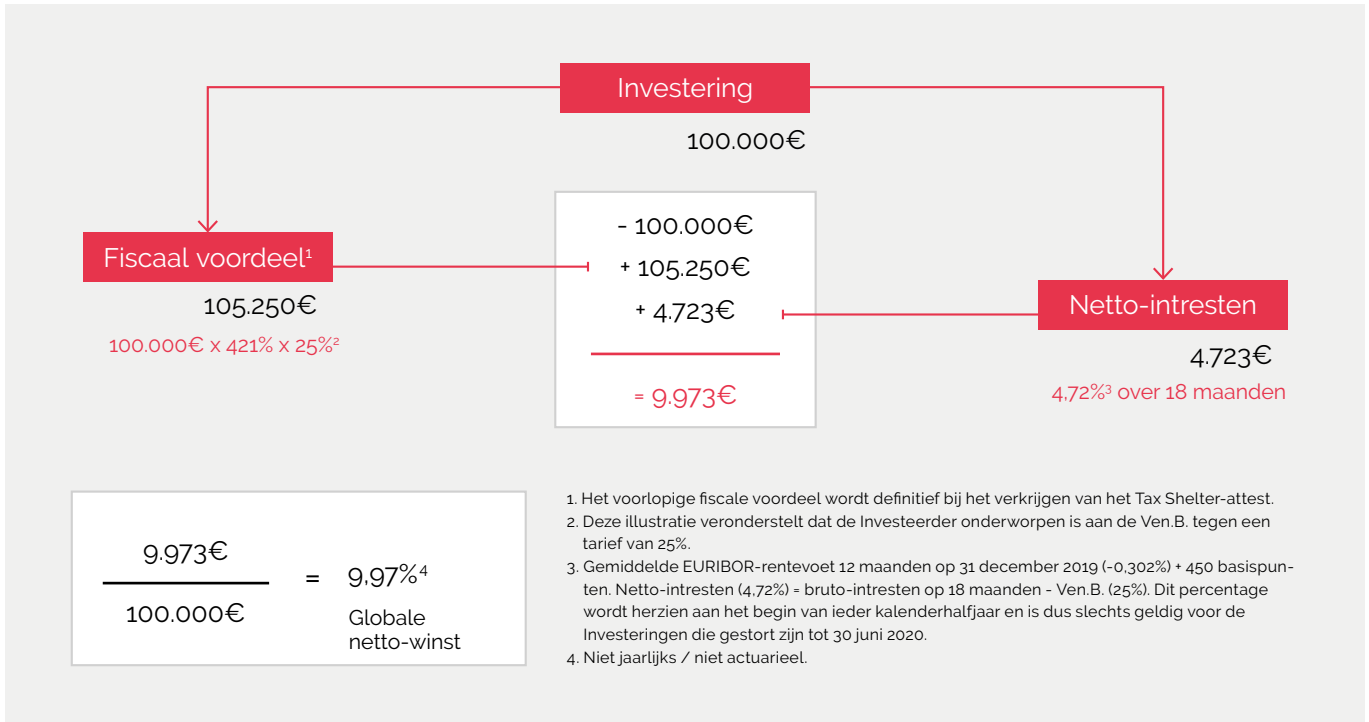 Investering
100.000€
Fiscaal voordeel¹
105.250€
100.000€ x 421% x 25%²
- 100.000€
+ 105.250€
+ 4.723€
= 9.973€
Netto-intresten
4.723€
4,72%³ over 18 maanden
9.973€
100.000€
= 9,97%⁴
Globale
netto-winst
1. Het voorlopige fiscale voordeel wordt definitief bij het verkrijgen van het Tax Shelter-attest.
2. Deze illustratie veronderstelt dat de Investeerder onderworpen is aan de Ven.B. tegen een
tarief van 25%.
3. Gemiddelde EURIBOR-rentevoet 12 maanden op 31 december 2019 (-0,302%) + 450 basispun-
ten. Netto-intresten (4,72%) = bruto-intresten op 18 maanden - Ven.B. (25%). Dit percentage
wordt herzien aan het begin van ieder kalenderhalfjaar en is dus slechts geldig voor de
Investeringen die gestort zijn tot 30 juni 2020.
4. Niet jaarlijks / niet actuarieel.